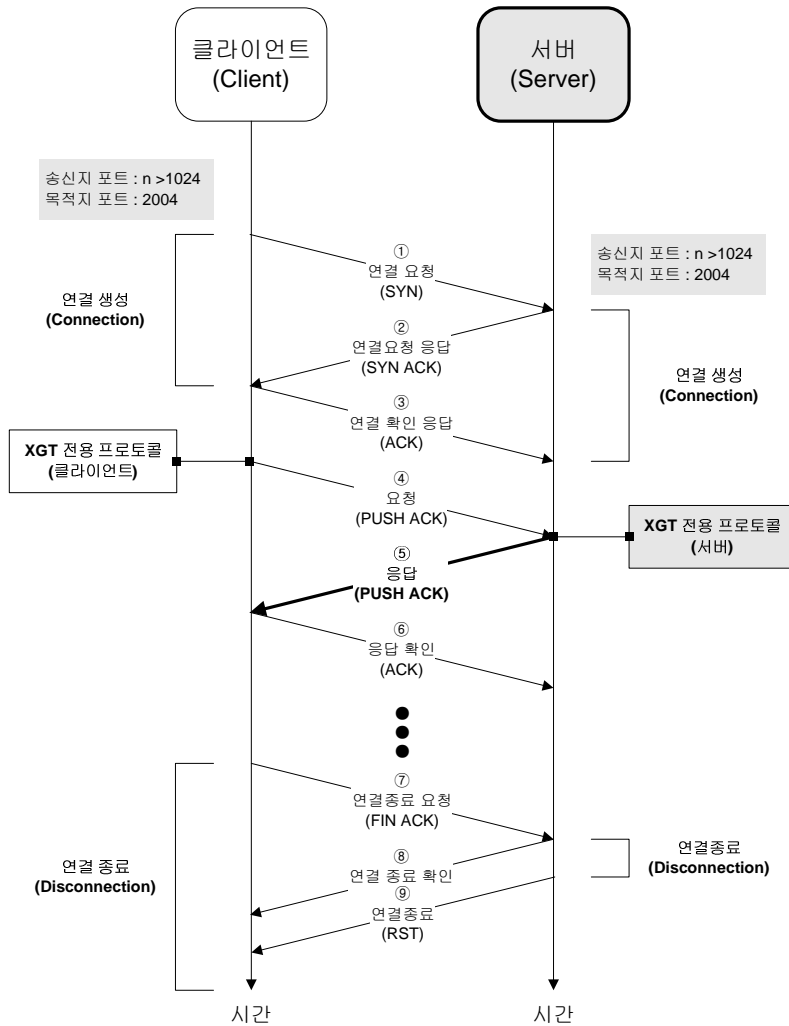 클라이언트
(Client)
서버
(Server)
송신지 포트 : n >1024
목적지 포트 : 2004
송신지 포트 : n >1024
목적지 포트 : 2004
연결 생성
(Connection)
①
연결 요청
(SYN)
②
연결요청 응답
(SYN ACK)
③
연결 확인 응답
(ACK)
연결 생성
(Connection)
XGT 전용 프로토콜
(클라이언트)
④
요청
(PUSH ACK)
XGT 전용 프로토콜
(서버)
⑤
응답
(PUSH ACK)
⑥
응답 확인
(ACK)
⑦
연결종료 요청
(FIN ACK)
연결 종료
(Disconnection)
⑧
연결 종료 확인
⑨
연결종료
(RST)
연결종료
(Disconnection)
시간
시간